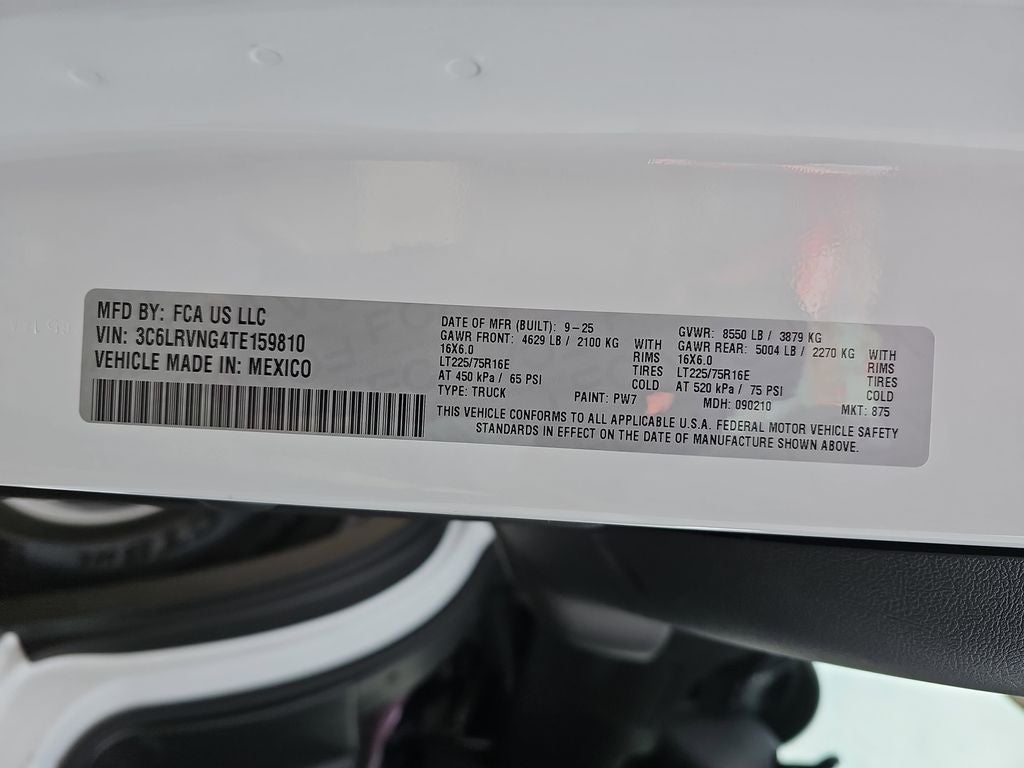 MFD BY: FCA US LLC
VIN: 3C6LRVNG4TE159810
VEHICLE MADE IN: MEXICO
DATE OF MFR (BUILT): 9-25
GAWR FRONT: 4629 LB / 2100 KG WITH
16X6.0 RIMS
LT225/75R16E TIRES
AT 450 kPa / 65 PSI COLD
TYPE: TRUCK PAINT: PW7
GVWR: 8550 LB / 3879 KG
GAWR REAR: 5004 LB / 2270 KG WITH
16X6.0 RIMS
LT225/75R16E TIRES
AT 520 kPa / 75 PSI COLD
MDH: 090210 MKT: 875
THIS VEHICLE CONFORMS TO ALL APPLICABLE U.S.A. FEDERAL MOTOR VEHICLE SAFETY
STANDARDS IN EFFECT ON THE DATE OF MANUFACTURE SHOWN ABOVE.